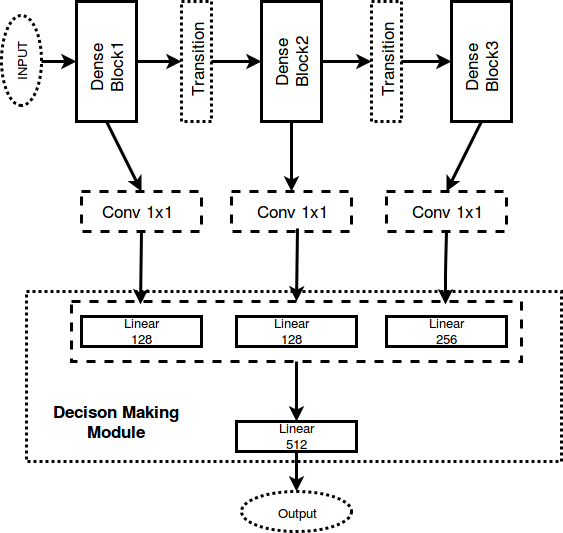 INPUT
Dense
Block1
Transition
Dense
Block2
Transition
Dense
Block3
Conv 1x1
Conv 1x1
Conv 1x1
Linear
128
Linear
128
Linear
256
Decison Making
Module
Linear
512
Output